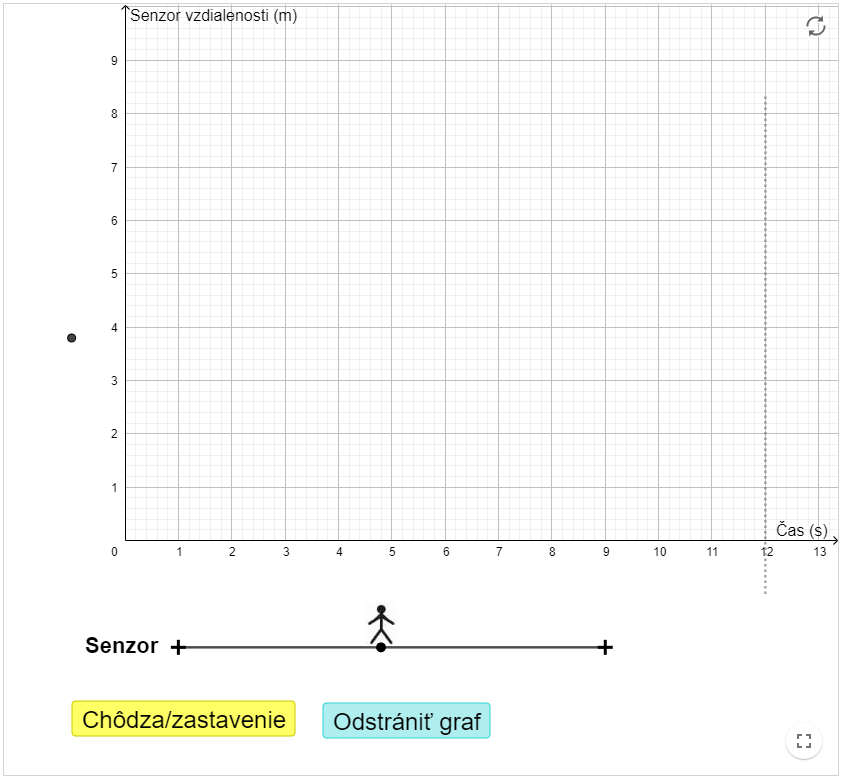 Senzor vzdialenosti (m)
9
8
7
6
5
4
3
2
1
Čas (s)
0 1 2 3 4 5 6 7 8 9 10 11 12 13
Senzor
Chôdza/zastavenie Odstrániť graf